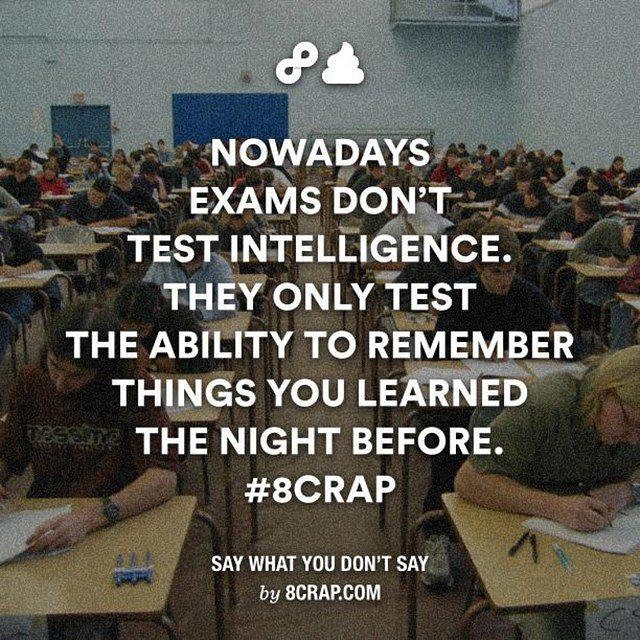 NOWADAYS
EXAMS DON'T
TEST INTELLIGENCE.
THEY ONLY TEST
THE ABILITY TO REMEMBER
THINGS YOU LEARNED
THE NIGHT BEFORE.
#8CRAP
SAY WHAT YOU DON'T SAY
by 8CRAP.COM